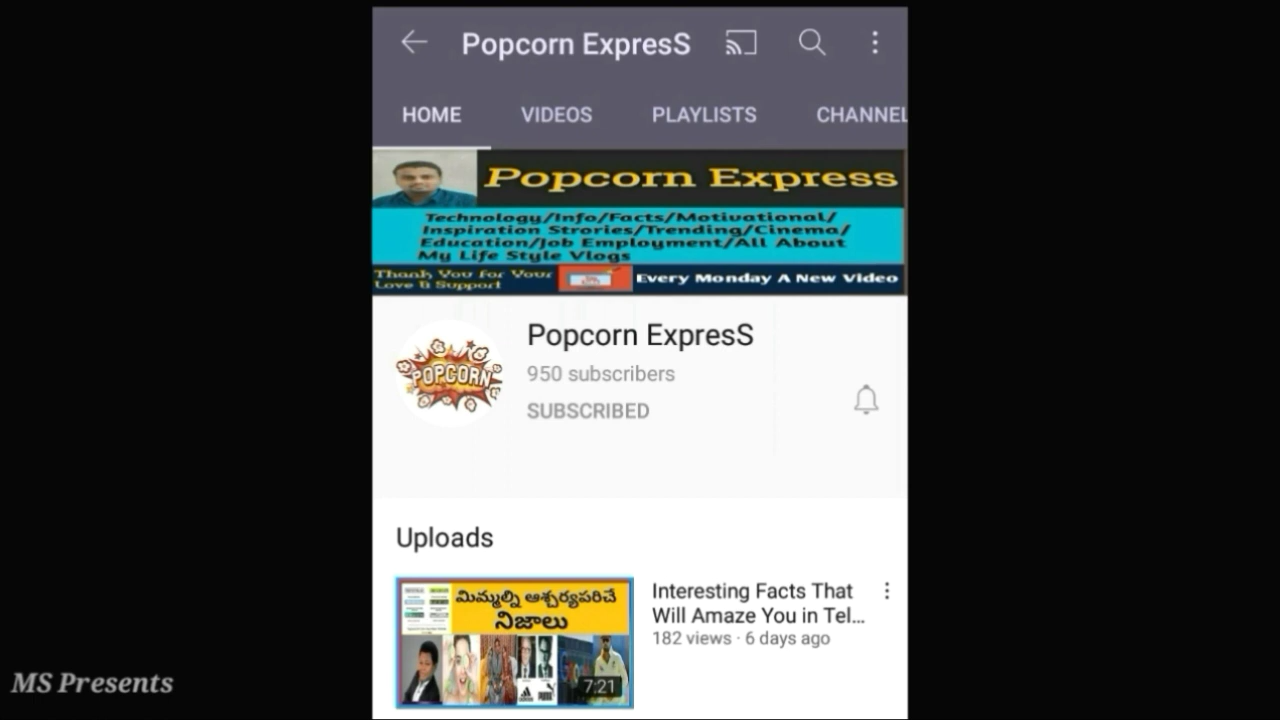 Popcorn ExpresS
HOME VIDEOS PLAYLISTS CHANNEL
Popcorn Express
Technology/Info/Facts/Motivational/
Inspiration Strories/Trending/Cinema/
Education/Job Employment/All About
My Life Style Vlogs
Thank You for Your
Love & Support
Every Monday A New Video
POPCORN
Popcorn ExpresS
950 subscribers
SUBSCRIBED
Uploads
మిమ్మల్ని ఆశ్చర్యపరిచే
నిజాలు
7:21
Interesting Facts That
Will Amaze You in Tel...
182 views · 6 days ago
MS Presents